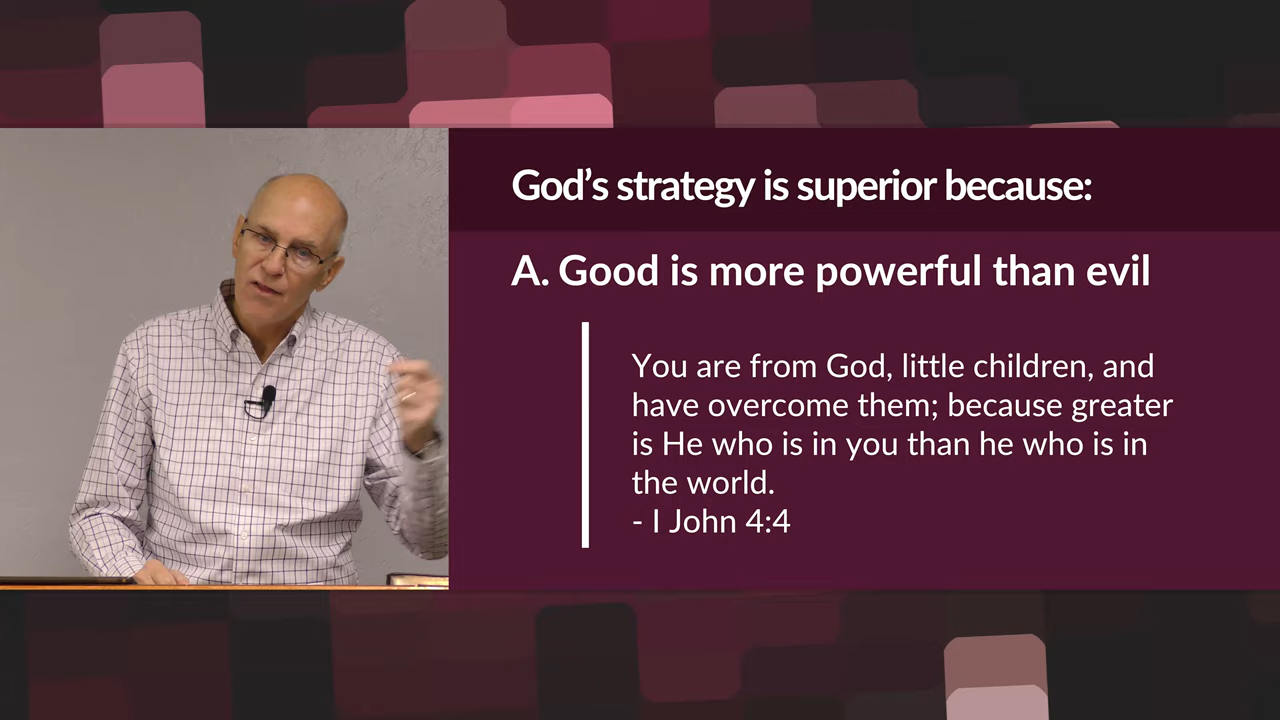 God’s strategy is superior because:
A. Good is more powerful than evil
You are from God, little children, and
have overcome them; because greater
is He who is in you than he who is in
the world.
- I John 4:4